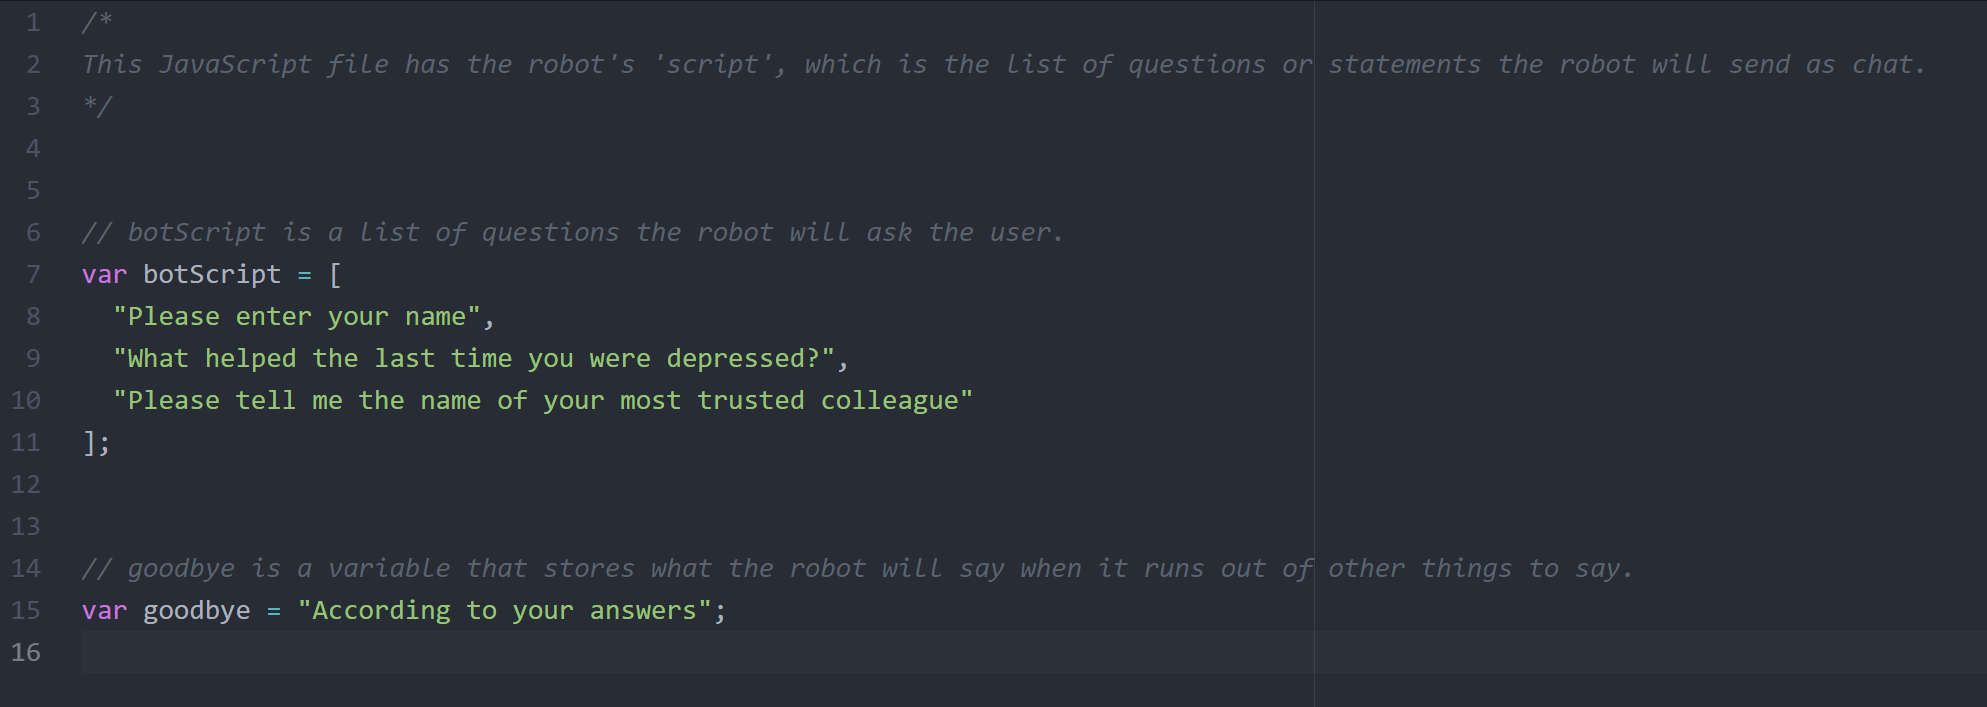 1 /*
2 This JavaScript file has the robot's 'script', which is the list of questions or statements the robot will send as chat.
3 */
4
5
6 // botScript is a list of questions the robot will ask the user.
7 var botScript = [
8   "Please enter your name",
9   "What helped the last time you were depressed?",
10   "Please tell me the name of your most trusted colleague"
11 ];
12
13
14 // goodbye is a variable that stores what the robot will say when it runs out of other things to say.
15 var goodbye = "According to your answers";
16